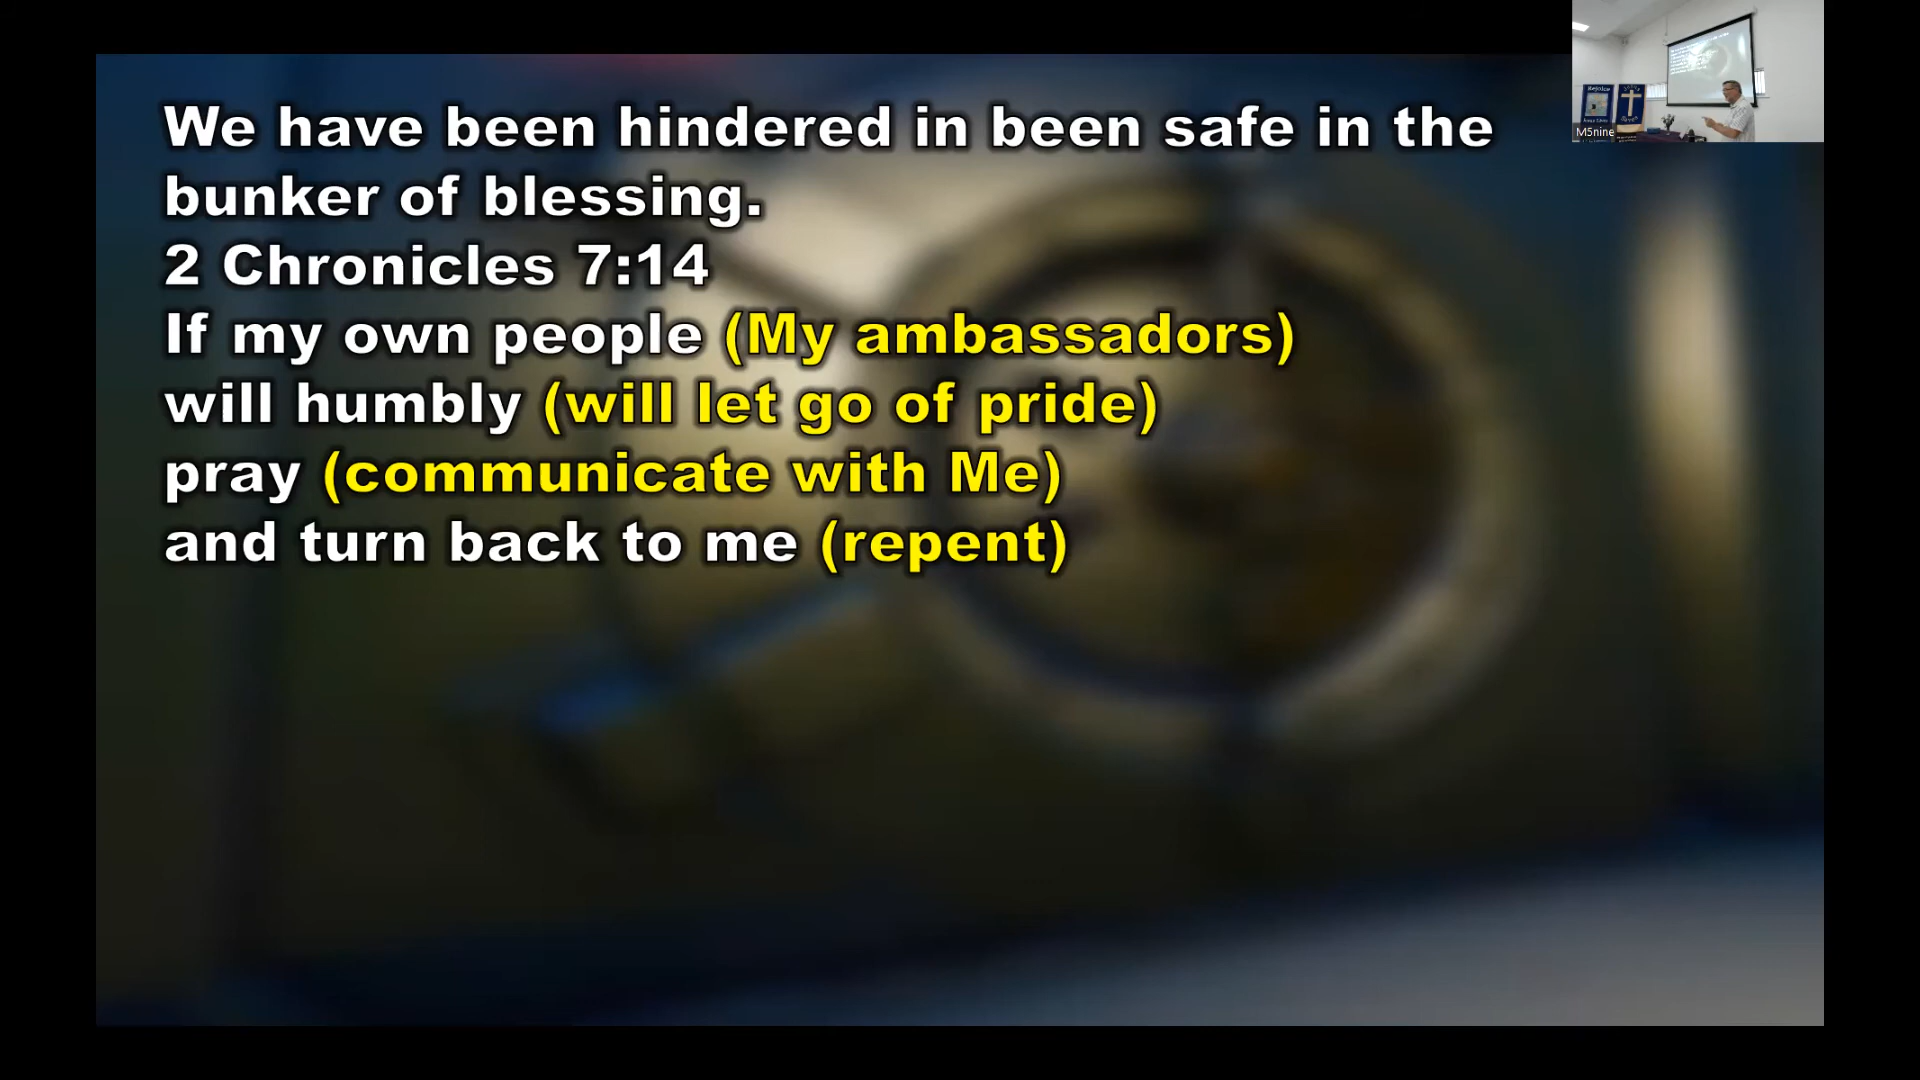 We have been hindered in been safe in the
bunker of blessing.
2 Chronicles 7:14
If my own people (My ambassadors)
will humbly (will let go of pride)
pray (communicate with Me)
and turn back to me (repent)
Rejoice
M5nine